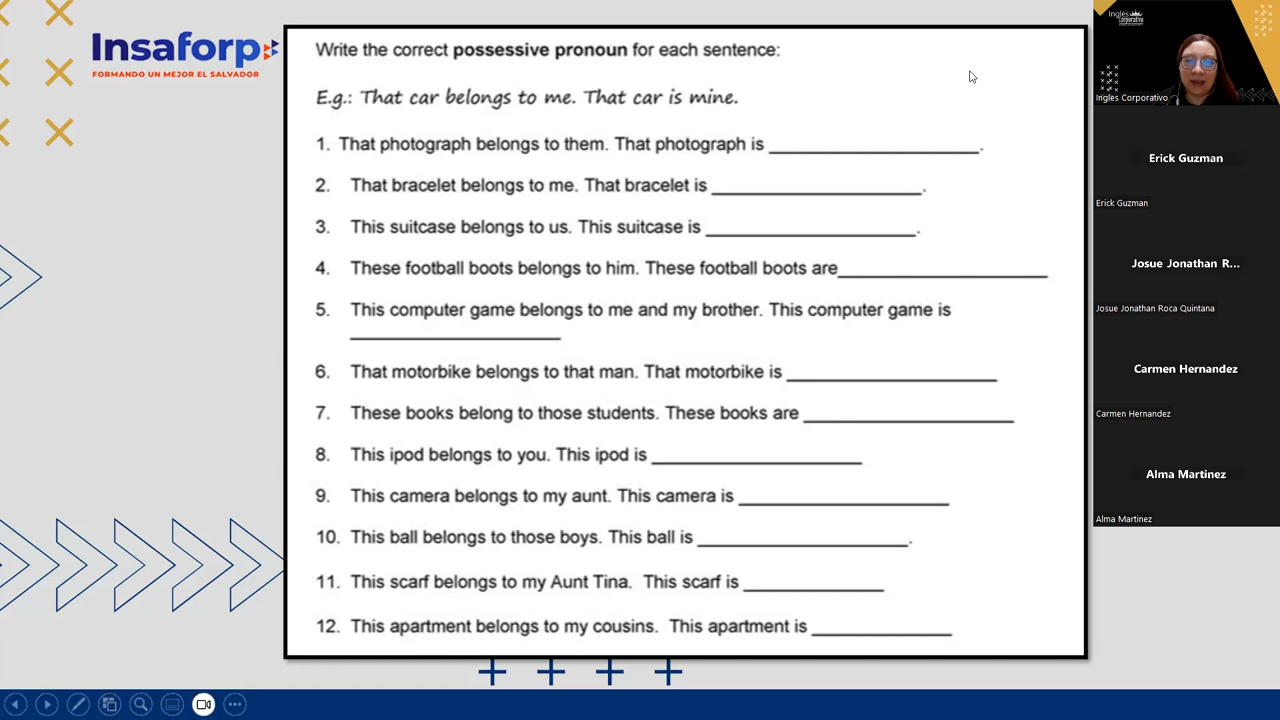 Insaforp
FORMANDO UN MEJOR EL SALVADOR
Write the correct possessive pronoun for each sentence:
E.g.: That car belongs to me. That car is mine.
1. That photograph belongs to them. That photograph is ____________________.
2. That bracelet belongs to me. That bracelet is ____________________.
3. This suitcase belongs to us. This suitcase is ____________________.
4. These football boots belongs to him. These football boots are____________________
5. This computer game belongs to me and my brother. This computer game is
____________________
6. That motorbike belongs to that man. That motorbike is ____________________
7. These books belong to those students. These books are ____________________
8. This ipod belongs to you. This ipod is ____________________
9. This camera belongs to my aunt. This camera is ____________________
10. This ball belongs to those boys. This ball is ____________________.
11. This scarf belongs to my Aunt Tina. This scarf is ______________
12. This apartment belongs to my cousins. This apartment is ______________
Inglés
Corporativo
Ingles Corporativo
Erick Guzman
Erick Guzman
Josue Jonathan R...
Josue Jonathan Roca Quintana
Carmen Hernandez
Carmen Hernandez
Alma Martinez
Alma Martinez